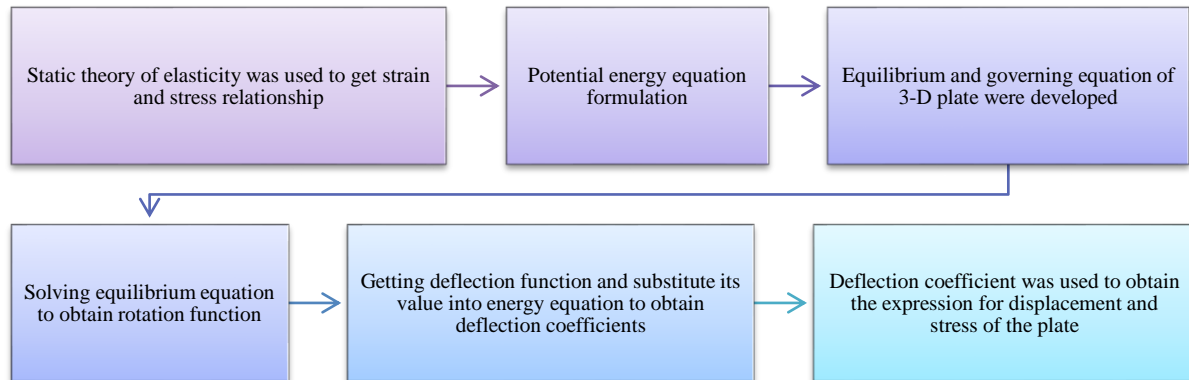 Static theory of elasticity was used to get strain
and stress relationship
Potential energy equation
formulation
Equilibrium and governing equation of
3-D plate were developed
Solving equilibrium equation
to obtain rotation function
Getting deflection function and substitute its
value into energy equation to obtain
deflection coefficients
Deflection coefficient was used to obtain
the expression for displacement and
stress of the plate